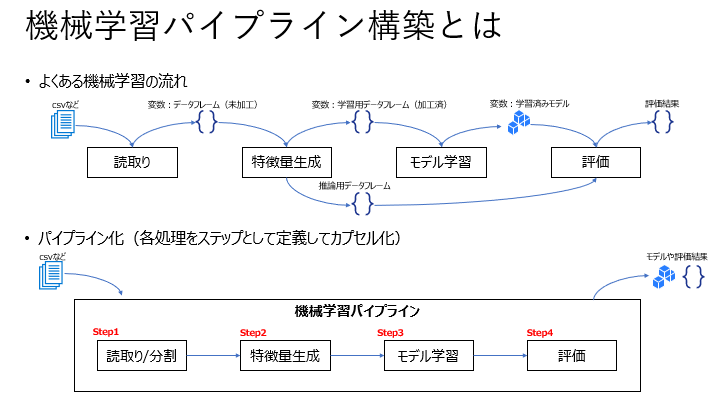 機械学習パイプライン構築とは
• よくある機械学習の流れ
csvなど
変数：データフレーム（未加工）
変数：学習用データフレーム（加工済）
変数：学習済みモデル
評価結果
{ }
{ }
{ }
読取り
特徴量生成
モデル学習
評価
推論用データフレーム
{ }
• パイプライン化（各処理をステップとして定義してカプセル化）
csvなど
モデルや評価結果
{ }
機械学習パイプライン
Step1
Step2
Step3
Step4
読取り/分割
特徴量生成
モデル学習
評価